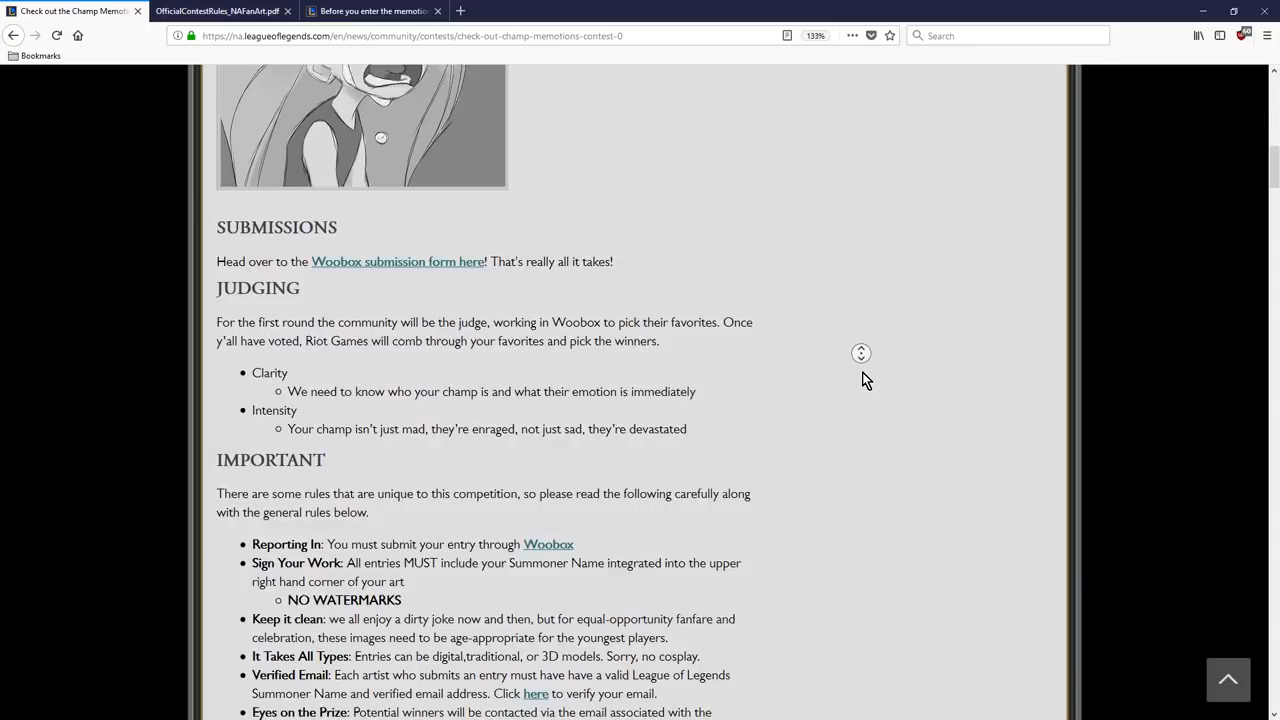 Check out the Champ Memoti
OfficialContestRules_NAFanArt.pdf
Before you enter the memotion
https://na.leagueoflegends.com/en/news/community/contests/check-out-champ-memotions-contest-0
133%
Search
60
Bookmarks
SUBMISSIONS
Head over to the Woobox submission form here! That's really all it takes!
JUDGING
For the first round the community will be the judge, working in Woobox to pick their favorites. Once
y'all have voted, Riot Games will comb through your favorites and pick the winners.
Clarity
We need to know who your champ is and what their emotion is immediately
Intensity
Your champ isn't just mad, they're enraged, not just sad, they're devastated
IMPORTANT
There are some rules that are unique to this competition, so please read the following carefully along
with the general rules below.
Reporting In: You must submit your entry through Woobox
Sign Your Work: All entries MUST include your Summoner Name integrated into the upper
right hand corner of your art
NO WATERMARKS
Keep it clean: we all enjoy a dirty joke now and then, but for equal-opportunity fanfare and
celebration, these images need to be age-appropriate for the youngest players.
It Takes All Types: Entries can be digital,traditional, or 3D models. Sorry, no cosplay.
Verified Email: Each artist who submits an entry must have have a valid League of Legends
Summoner Name and verified email address. Click here to verify your email.
Eyes on the Prize: Potential winners will be contacted via the email associated with the